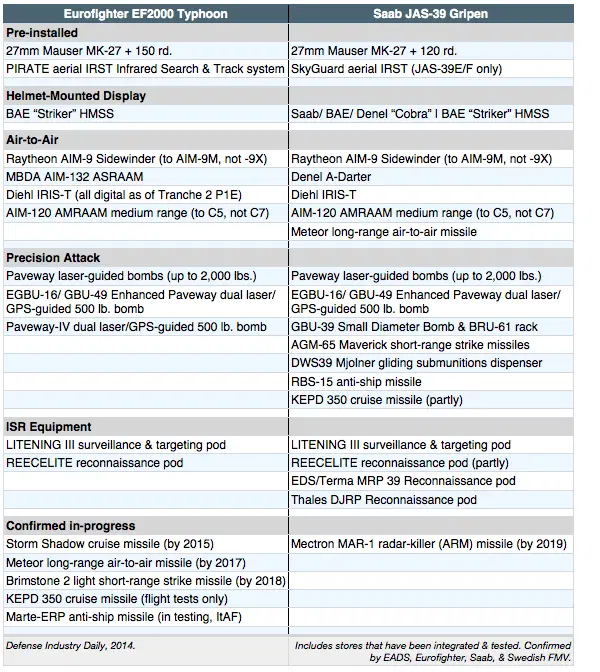 Eurofighter EF2000 Typhoon Saab JAS-39 Gripen
Pre-installed
27mm Mauser MK-27 + 150 rd. 27mm Mauser MK-27 + 120 rd.
PIRATE aerial IRST Infrared Search & Track system SkyGuard aerial IRST (JAS-39E/F only)
Helmet-Mounted Display
BAE “Striker” HMSS Saab/ BAE/ Denel “Cobra” | BAE “Striker” HMSS
Air-to-Air
Raytheon AIM-9 Sidewinder (to AIM-9M, not -9X) Raytheon AIM-9 Sidewinder (to AIM-9M, not -9X)
MBDA AIM-132 ASRAAM Denel A-Darter
Diehl IRIS-T (all digital as of Tranche 2 P1E) Diehl IRIS-T
AIM-120 AMRAAM medium range (to C5, not C7) AIM-120 AMRAAM medium range (to C5, not C7)
Meteor long-range air-to-air missile
Precision Attack
Paveway laser-guided bombs (up to 2,000 lbs.) Paveway laser-guided bombs (up to 2,000 lbs.)
EGBU-16/ GBU-49 Enhanced Paveway dual laser/ EGBU-16/ GBU-49 Enhanced Paveway dual laser/
GPS-guided 500 lb. bomb GPS-guided 500 lb. bomb
Paveway-IV dual laser/GPS-guided 500 lb. bomb GBU-39 Small Diameter Bomb & BRU-61 rack
AGM-65 Maverick short-range strike missiles
DWS39 Mjolner gliding submunitions dispenser
RBS-15 anti-ship missile
KEPD 350 cruise missile (partly)
ISR Equipment
LITENING III surveillance & targeting pod LITENING III surveillance & targeting pod
REECELITE reconnaissance pod REECELITE reconnaissance pod (partly)
EDS/Terma MRP 39 Reconnaissance pod
Thales DJRP Reconnaissance pod
Confirmed in-progress
Storm Shadow cruise missile (by 2015) Mectron MAR-1 radar-killer (ARM) missile (by 2019)
Meteor long-range air-to-air missile (by 2017)
Brimstone 2 light short-range strike missile (by 2018)
KEPD 350 cruise missile (flight tests only)
Marte-ERP anti-ship missile (in testing, ItAF)
Defense Industry Daily, 2014. Includes stores that have been integrated & tested. Confirmed
by EADS, Eurofighter, Saab, & Swedish FMV.